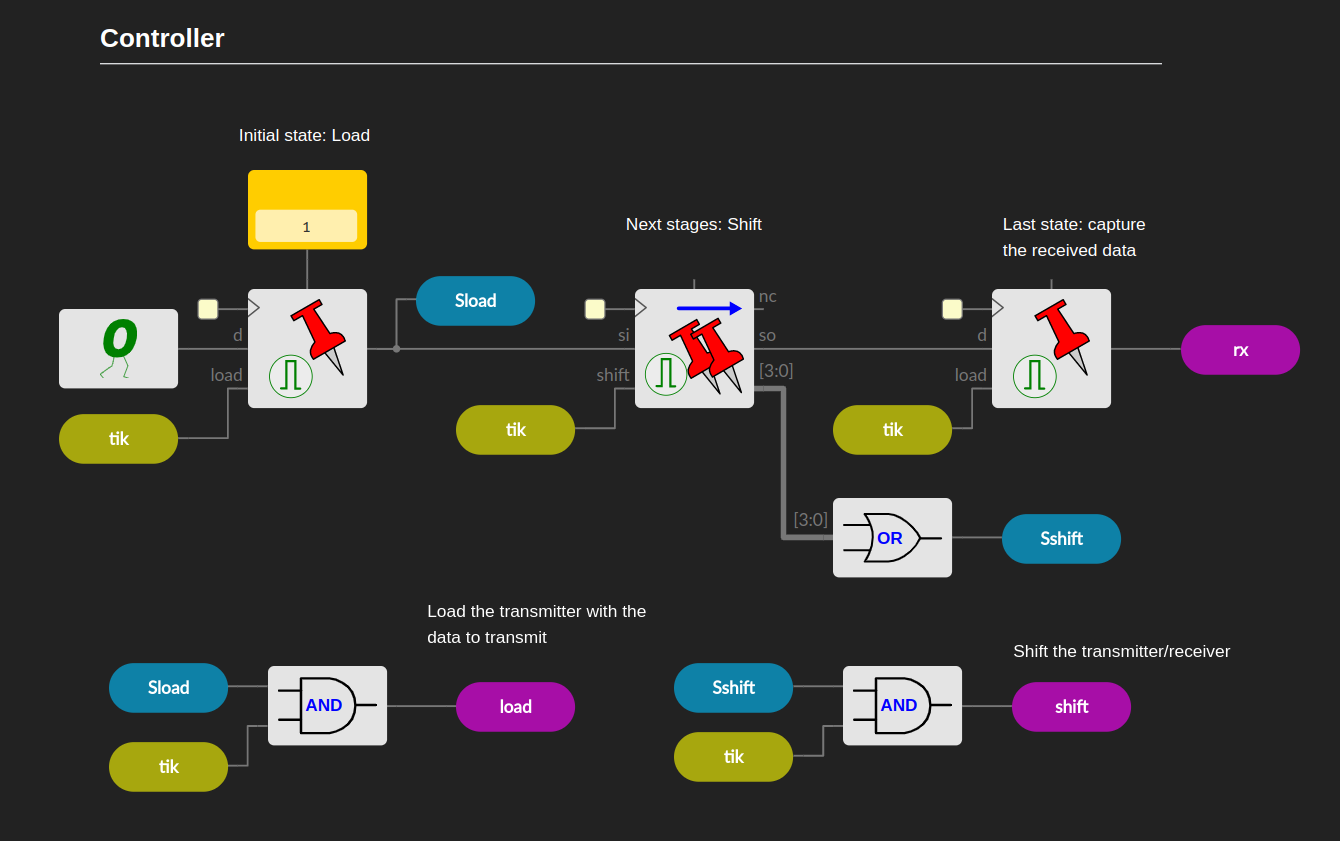 Controller
Initial state: Load
1
Next stages: Shift
Last state: capture
the received data
Sload
nc
0
d
si
so
d
rx
load
shift
[3:0]
load
tik
tik
tik
[3:0]
OR
Sshift
Load the transmitter with the
data to transmit
Shift the transmitter/receiver
Sload
AND
load
tik
Sshift
AND
shift
tik